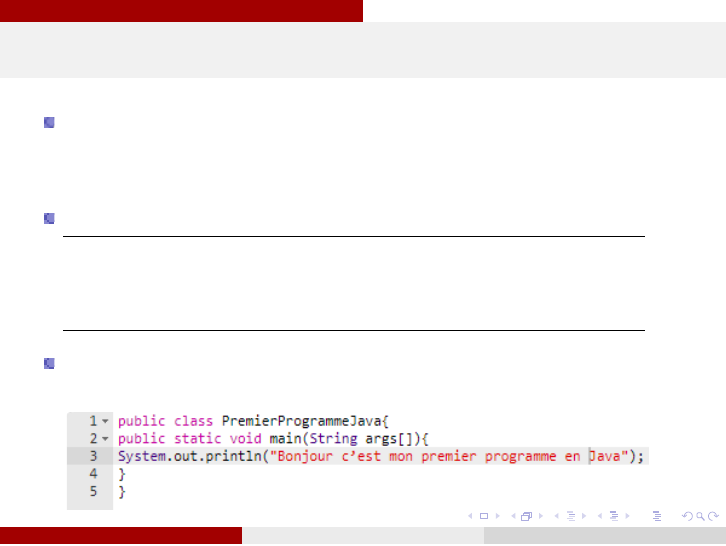 1 public class PremierProgrammeJava{
2 public static void main(String args[]){
3 System.out.println("Bonjour c’est mon premier programme en Java");
4 }
5 }